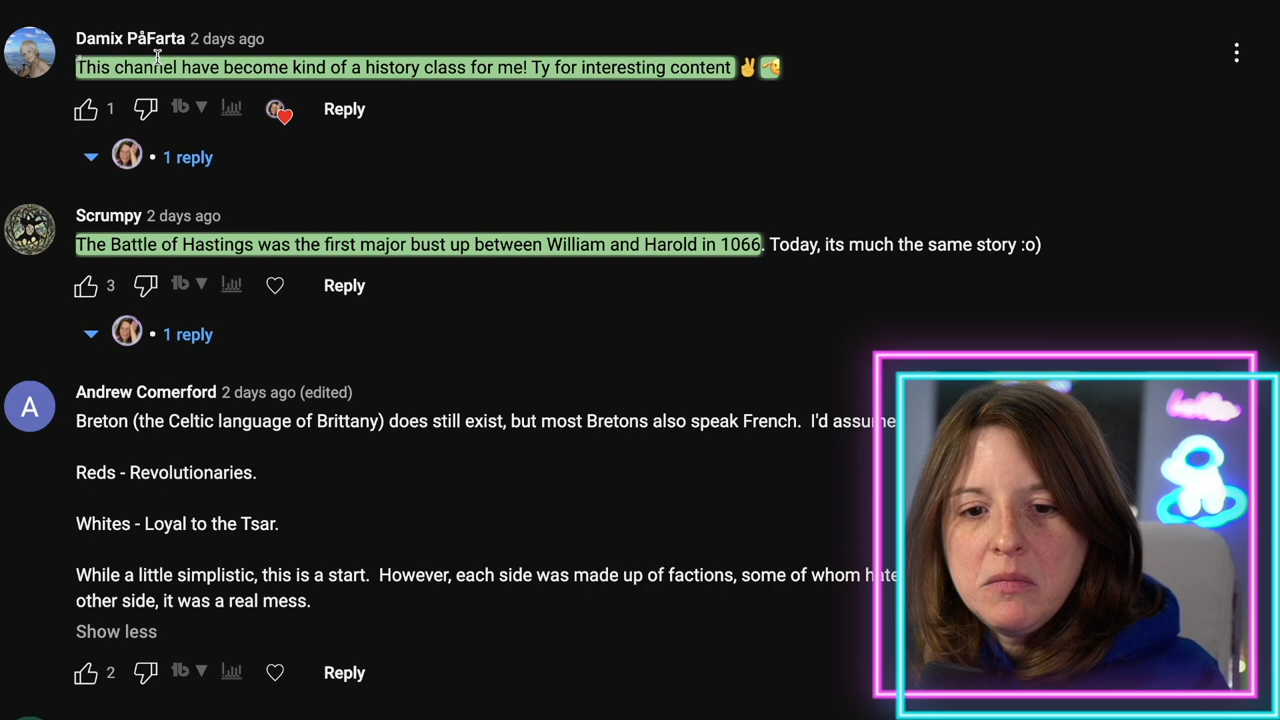 Damix PåFarta 2 days ago
This channel have become kind of a history class for me! Ty for interesting content ✌️🫡
1
Reply
• 1 reply
Scrumpy 2 days ago
The Battle of Hastings was the first major bust up between William and Harold in 1066. Today, its much the same story :o)
3
Reply
• 1 reply
A
Andrew Comerford 2 days ago (edited)
Breton (the Celtic language of Brittany) does still exist, but most Bretons also speak French. I'd assume
Reds - Revolutionaries.
Whites - Loyal to the Tsar.
While a little simplistic, this is a start. However, each side was made up of factions, some of whom hate
other side, it was a real mess.
Show less
2
Reply